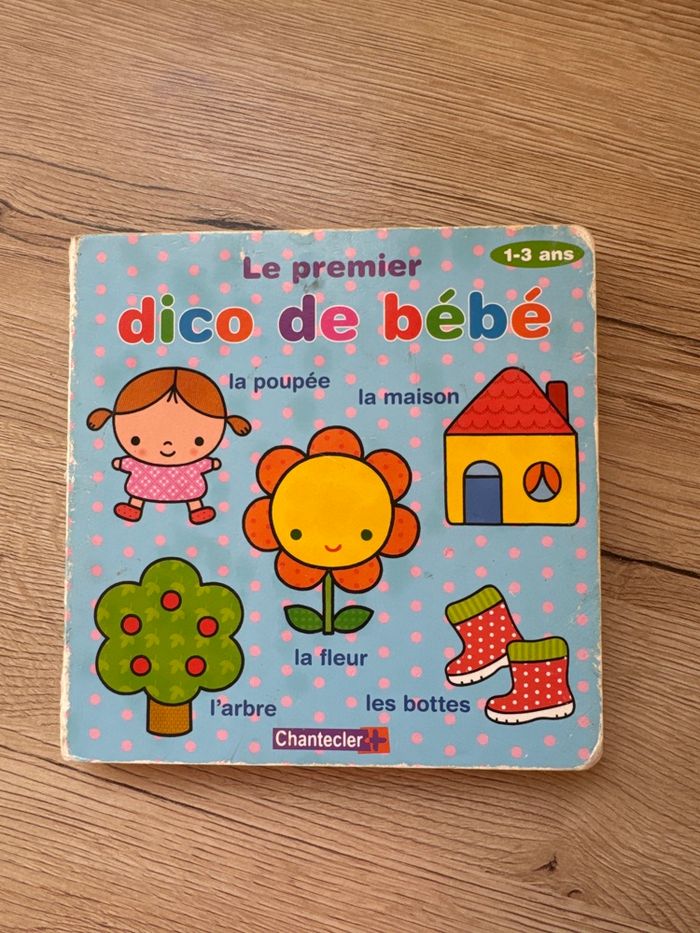 1-3 ans
Le premier
dico de bébé
la poupée
la maison
la fleur
l'arbre
les bottes
Chantecler+